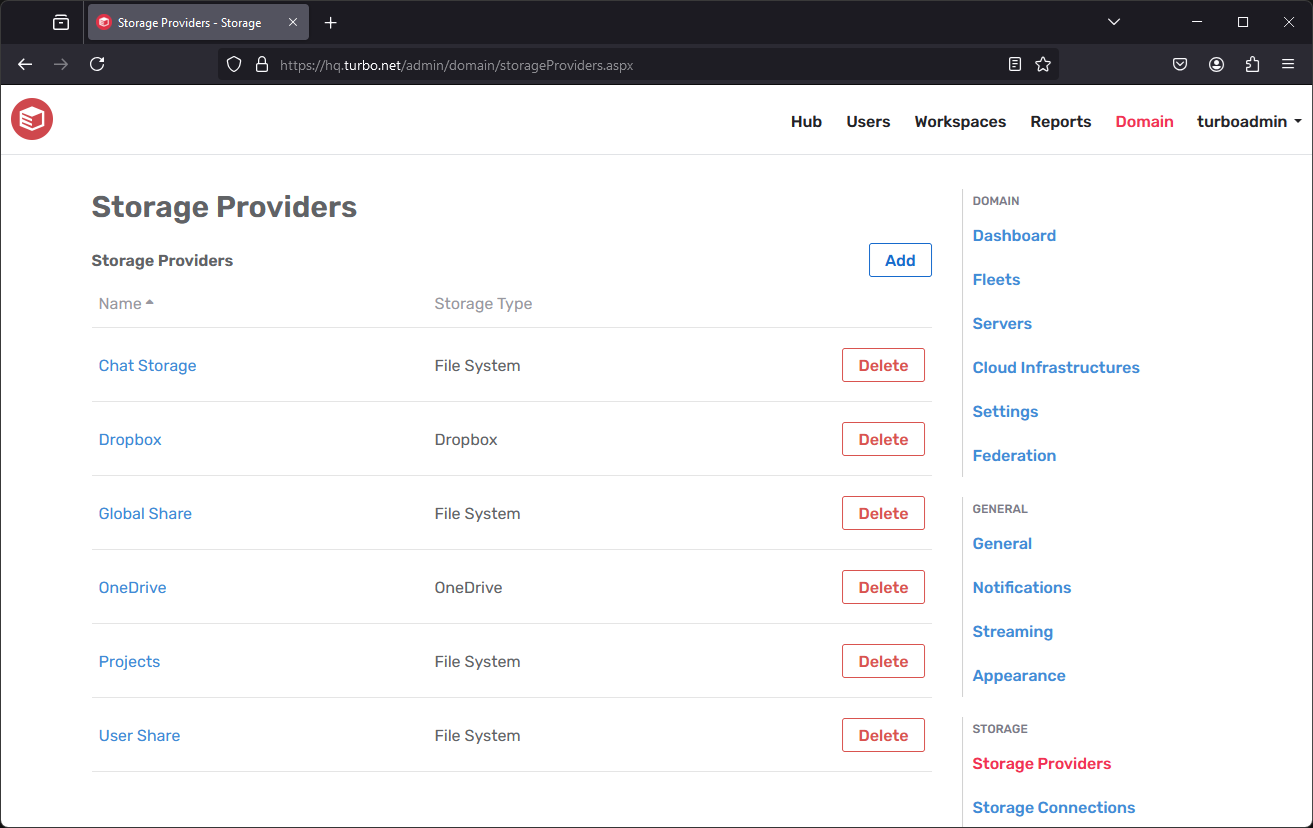 Storage Providers - Storage
https://hq.turbo.net/admin/domain/storageProviders.aspx
Hub Users Workspaces Reports Domain turboadmin
Storage Providers
Storage Providers Add
Name Storage Type
Chat Storage File System Delete
Dropbox Dropbox Delete
Global Share File System Delete
OneDrive OneDrive Delete
Projects File System Delete
User Share File System Delete
DOMAIN
Dashboard
Fleets
Servers
Cloud Infrastructures
Settings
Federation
GENERAL
General
Notifications
Streaming
Appearance
STORAGE
Storage Providers
Storage Connections